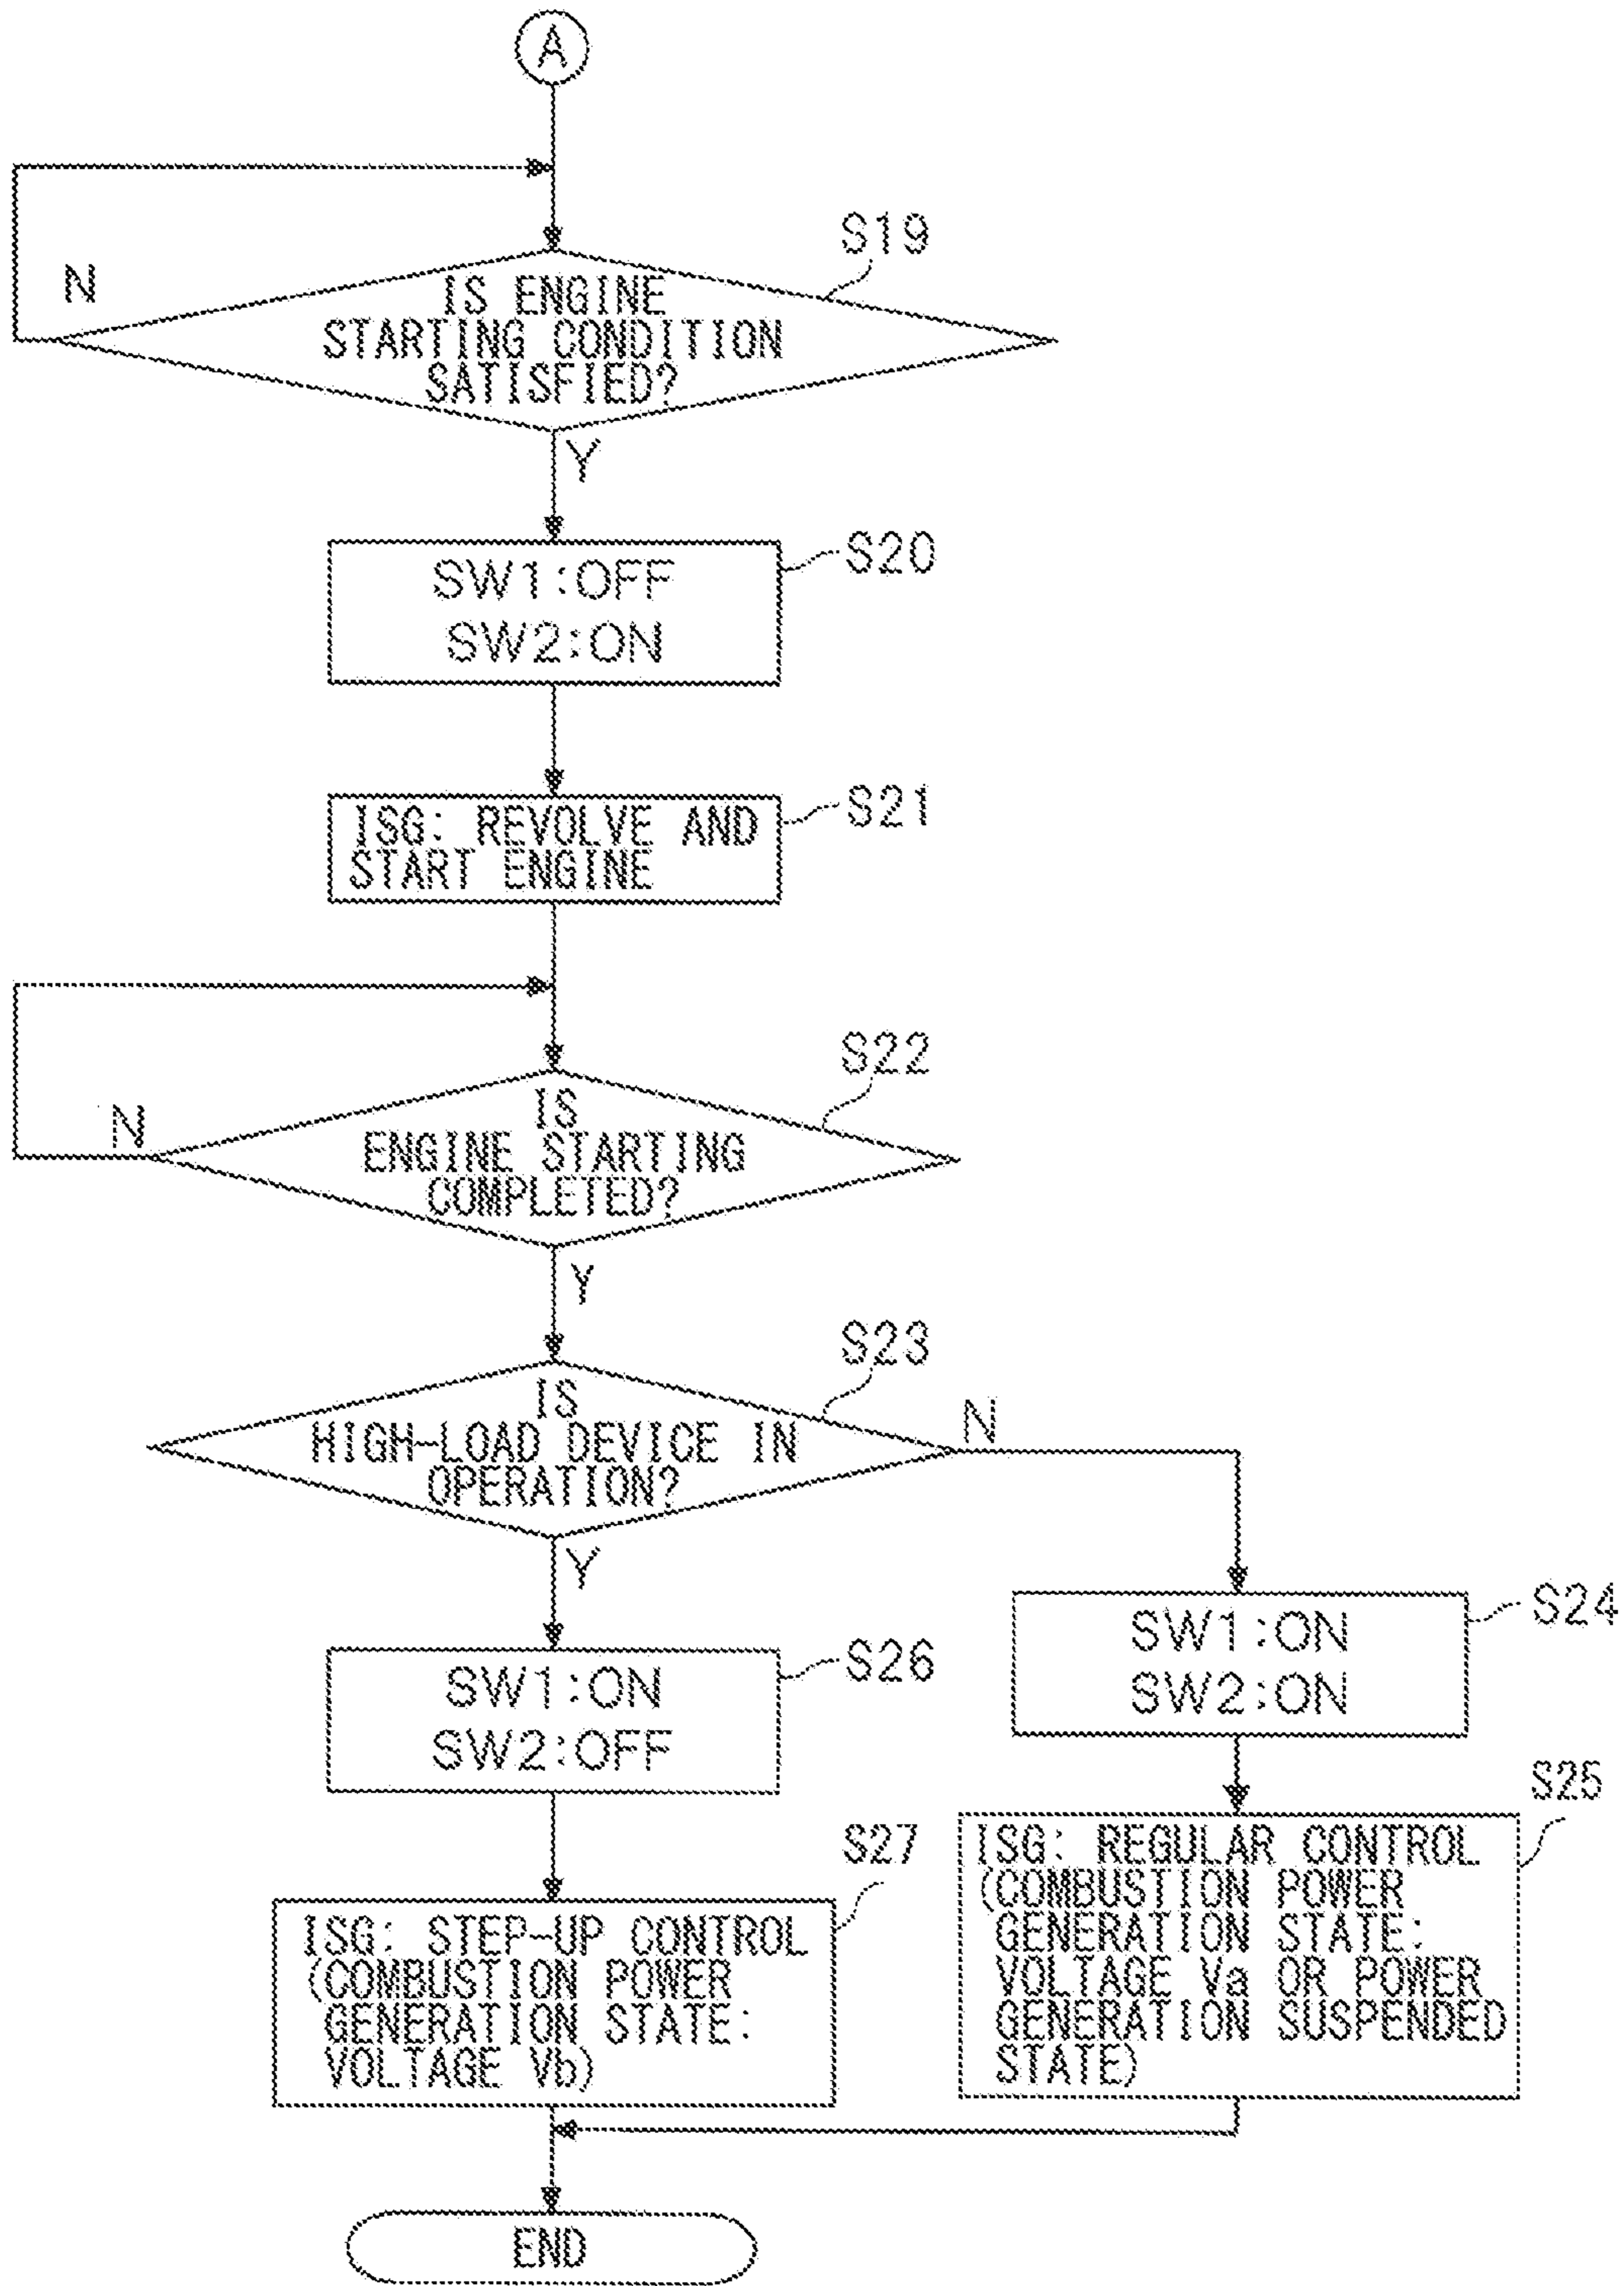 A
S19
N
IS ENGINE
STARTING CONDITION
SATISFIED?
Y
S20
SW1:OFF
SW2:ON
S21
ISG: REVOLVE AND
START ENGINE
S22
N
IS
ENGINE STARTING
COMPLETED?
Y
S23
IS
HIGH-LOAD DEVICE IN
OPERATION?
N
Y
S24
SW1:ON
SW2:ON
S26
SW1:ON
SW2:OFF
S25
ISG: REGULAR CONTROL
(COMBUSTION POWER
GENERATION STATE:
VOLTAGE Va OR POWER
GENERATION SUSPENDED
STATE)
S27
ISG: STEP-UP CONTROL
(COMBUSTION POWER
GENERATION STATE:
VOLTAGE Vb)
END